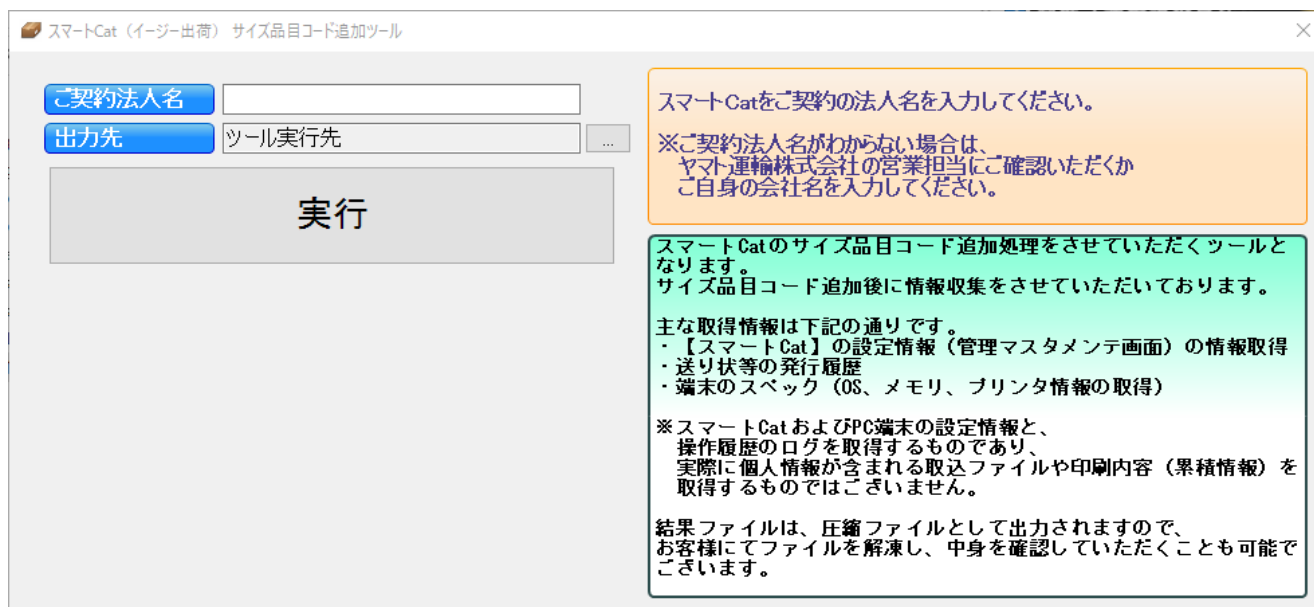 スマートCat（イージー出荷） サイズ品目コード追加ツール
ご契約法人名
出力先
ツール実行先
...
実行
スマートCatをご契約の法人名を入力してください。
※ご契約法人名がわからない場合は、
ヤマト運輸株式会社の営業担当にご確認いただくか
ご自身の会社名を入力してください。
スマートCatのサイズ品目コード追加処理をさせていただくツールと
なります。
サイズ品目コード追加後に情報収集をさせていただいております。
主な取得情報は下記の通りです。
・【スマートCat】の設定情報（管理マスタメンテ画面）の情報取得
・送り状等の発行履歴
・端末のスペック（OS、メモリ、プリンタ情報の取得）
※スマートCatおよびPC端末の設定情報と、
操作履歴のログを取得するものであり、
実際に個人情報が含まれる取込ファイルや印刷内容（累積情報）を
取得するものではございません。
結果ファイルは、圧縮ファイルとして出力されますので、
お客様にてファイルを解凍し、中身を確認していただくことも可能で
ございます。